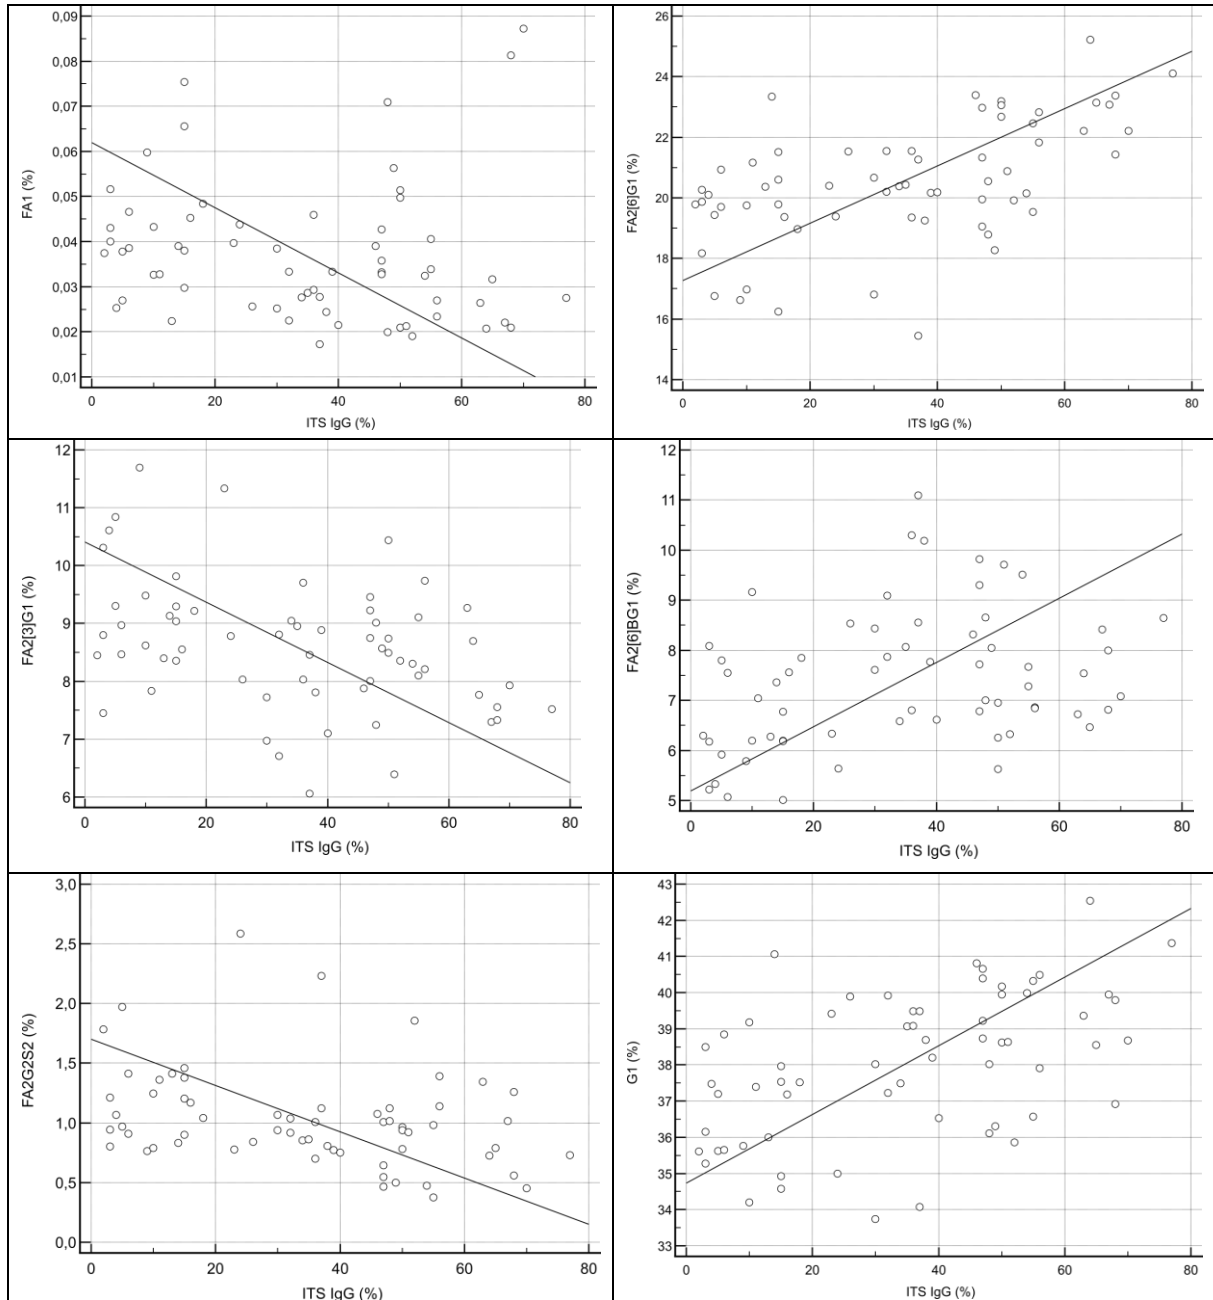 FA1 (%)
0,09
0,08
0,07
0,06
0,05
0,04
0,03
0,02
0,01
0 20 40 60 80
ITS IgG (%)
FA2[6]G1 (%)
26
24
22
20
18
16
14
0 20 40 60 80
ITS IgG (%)
FA2[3]G1 (%)
12
11
10
9
8
7
6
0 20 40 60 80
ITS IgG (%)
FA2[6]BG1 (%)
12
11
10
9
8
7
6
5
0 20 40 60 80
ITS IgG (%)
FA2G2S2 (%)
3,0
2,5
2,0
1,5
1,0
0,5
0,0
0 20 40 60 80
ITS IgG (%)
G1 (%)
43
42
41
40
39
38
37
36
35
34
33
0 20 40 60 80
ITS IgG (%)